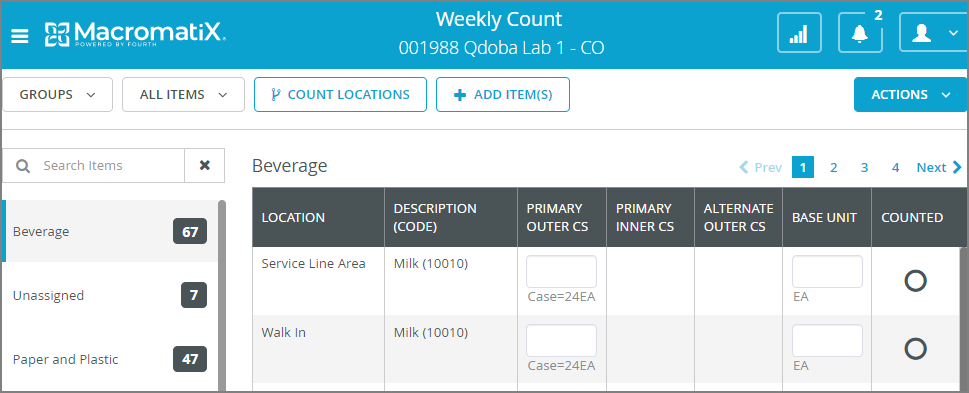 MacromatiX®
POWERED BY FOURTH
Weekly Count
001988 Qdoba Lab 1 - CO
2
GROUPS
ALL ITEMS
COUNT LOCATIONS
ADD ITEM(S)
ACTIONS
Search Items
Beverage 67
Unassigned 7
Paper and Plastic 47
Beverage
Prev 1 2 3 4 Next
LOCATION
DESCRIPTION
(CODE)
PRIMARY
OUTER CS
PRIMARY
INNER CS
ALTERNATE
OUTER CS
BASE UNIT
COUNTED
Service Line Area
Milk (10010)
Case=24EA
EA
Walk In
Milk (10010)
Case=24EA
EA